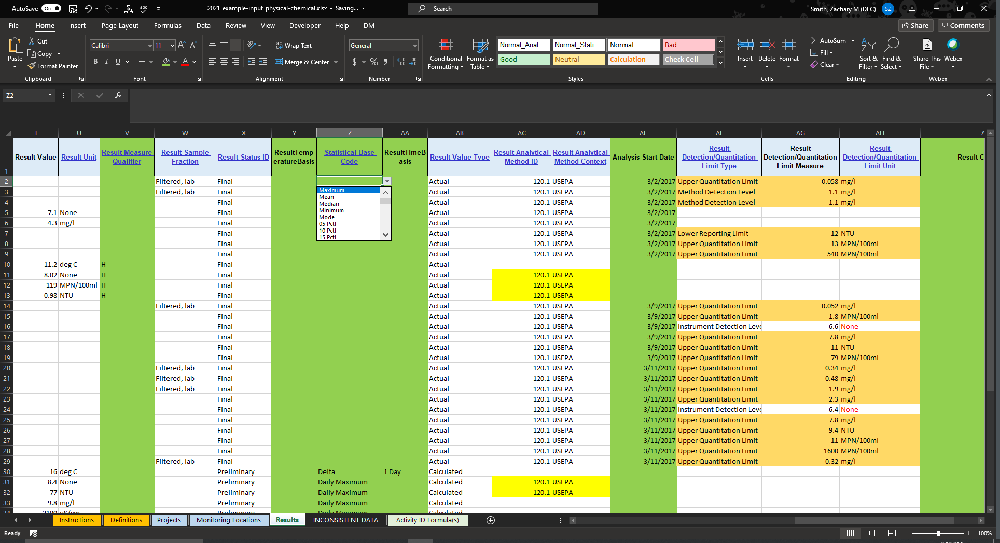 AutoSave On 2021_example-input_physical-chemical.xlsx - Saving... Search Smith, Zachary M (DEC) SZ
File Home Insert Page Layout Formulas Data Review View Developer Help DM Share Comments
Cut
Copy
Format Painter
Paste
Clipboard
Calibri 11 A A
B I U A
Font
Wrap Text
Merge & Center
Alignment
General
$ % 9
Number
Conditional Formatting
Format as Table
Normal_Anal... Normal_Stati... Normal Bad
Good Neutral Calculation Check Cell
Styles
Insert Delete Format
Cells
AutoSum
Fill
Clear
Sort & Filter
Find & Select
Editing
Share This File
Webex
Webex
Z2 fx
T U V W X Y Z AA AB AC AD AE AF AG AH A
1 Result Value Result Unit Result Measure Qualifier Result Sample Fraction Result Status ID ResultTemperatureBasis Statistical Base Code ResultTimeBasis Result Value Type Result Analytical Method ID Result Analytical Method Context Analysis Start Date Result Detection/Quantitation Limit Type Result Detection/Quantitation Limit Measure Result Detection/Quantitation Limit Unit Result C
2 Filtered, lab Final Actual 120.1 USEPA 3/2/2017 Upper Quantitation Limit 0.058 mg/l
3 Filtered, lab Final Actual 120.1 USEPA 3/2/2017 Method Detection Level 1.1 mg/l
4 Final Actual 120.1 USEPA 3/2/2017 Method Detection Level 1.1 mg/l
5 7.1 None Final Actual 120.1 USEPA 3/2/2017
6 4.3 mg/l Final Actual 120.1 USEPA 3/2/2017
7 Final Actual 120.1 USEPA 3/2/2017 Lower Reporting Limit 12 NTU
8 Final Actual 120.1 USEPA 3/2/2017 Upper Quantitation Limit 13 MPN/100ml
9 Final Actual 120.1 USEPA 3/2/2017 Upper Quantitation Limit 540 MPN/100ml
Maximum
Mean
Median
Minimum
Mode
05 Pctl
10 Pctl
15 Pctl
10 11.2 deg C H Final Actual
11 8.02 None H Final Actual 120.1 USEPA
12 119 MPN/100ml H Final Actual 120.1 USEPA
13 0.98 NTU H Final Actual 120.1 USEPA
14 Filtered, lab Final Actual 120.1 USEPA 3/9/2017 Upper Quantitation Limit 0.052 mg/l
15 Final Actual 120.1 USEPA 3/9/2017 Upper Quantitation Limit 1.8 MPN/100ml
16 Final Actual 120.1 USEPA 3/9/2017 Instrument Detection Leve 6.6 None
17 Final Actual 120.1 USEPA 3/9/2017 Upper Quantitation Limit 7.8 mg/l
18 Final Actual 120.1 USEPA 3/9/2017 Upper Quantitation Limit 11 NTU
19 Final Actual 120.1 USEPA 3/9/2017 Upper Quantitation Limit 79 MPN/100ml
20 Filtered, lab Final Actual 120.1 USEPA 3/11/2017 Upper Quantitation Limit 0.34 mg/l
21 Filtered, lab Final Actual 120.1 USEPA 3/11/2017 Upper Quantitation Limit 0.48 mg/l
22 Filtered, lab Final Actual 120.1 USEPA 3/11/2017 Upper Quantitation Limit 1.9 mg/l
23 Final Actual 120.1 USEPA 3/11/2017 Upper Quantitation Limit 2.3 mg/l
24 Final Actual 120.1 USEPA 3/11/2017 Instrument Detection Leve 6.4 None
25 Final Actual 120.1 USEPA 3/11/2017 Upper Quantitation Limit 7.8 mg/l
26 Final Actual 120.1 USEPA 3/11/2017 Upper Quantitation Limit 9.4 NTU
27 Final Actual 120.1 USEPA 3/11/2017 Upper Quantitation Limit 11 MPN/100ml
28 Final Actual 120.1 USEPA 3/11/2017 Upper Quantitation Limit 1600 MPN/100ml
29 Filtered, lab Final Actual 120.1 USEPA 3/11/2017 Upper Quantitation Limit 0.32 mg/l
30 16 deg C Preliminary Delta 1 Day Calculated
31 8.4 None Preliminary Daily Maximum Calculated 120.1 USEPA
32 77 NTU Preliminary Daily Maximum Calculated 120.1 USEPA
33 9.8 mg/l Preliminary Daily Maximum Calculated
Instructions Definitions Projects Monitoring Locations Results INCONSISTENT DATA Activity ID Formula(s)
Ready 100%